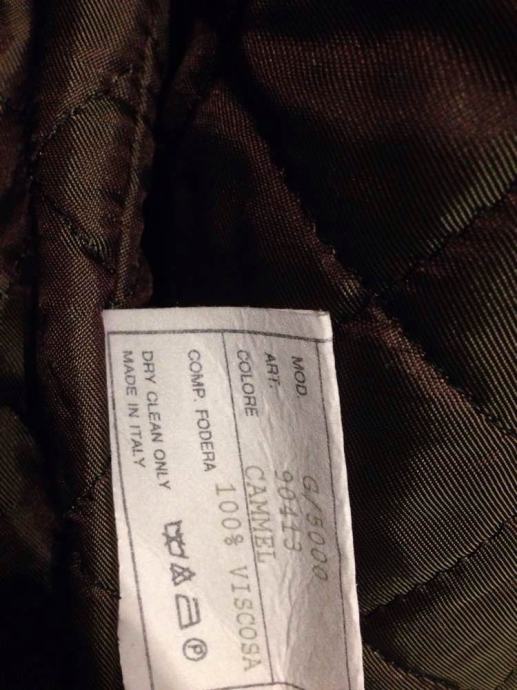 MOD. G/5000
ART. 90413
COLORE CAMMEL
COMP. FODERA 100% VISCOSA
DRY CLEAN ONLY
MADE IN ITALY
P